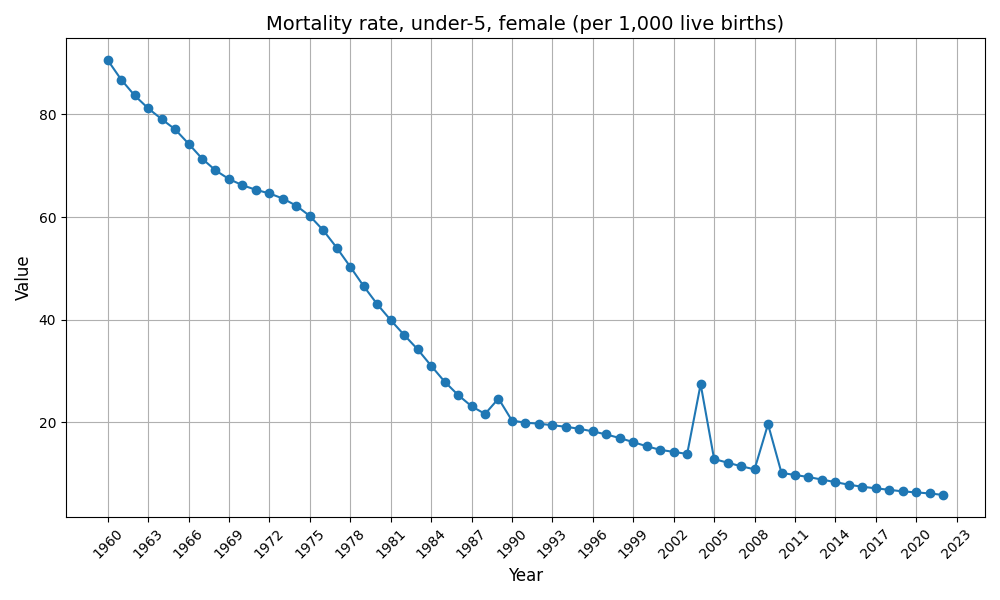 Mortality rate, under-5, female (per 1,000 live births)
Value
80
60
40
20
1960 1963 1966 1969 1972 1975 1978 1981 1984 1987 1990 1993 1996 1999 2002 2005 2008 2011 2014 2017 2020 2023
Year